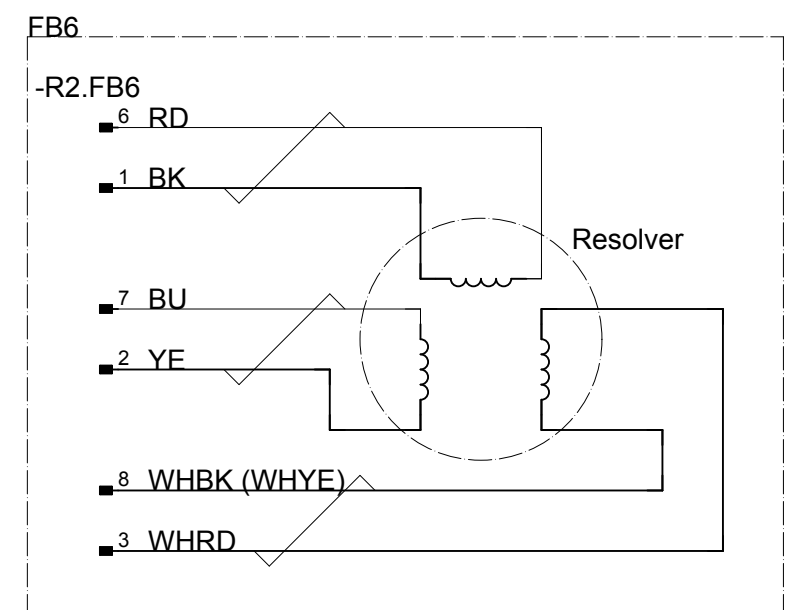 FB6
-R2.FB6
6 RD
1 BK
Resolver
7 BU
2 YE
8 WHBK (WHYE)
3 WHRD